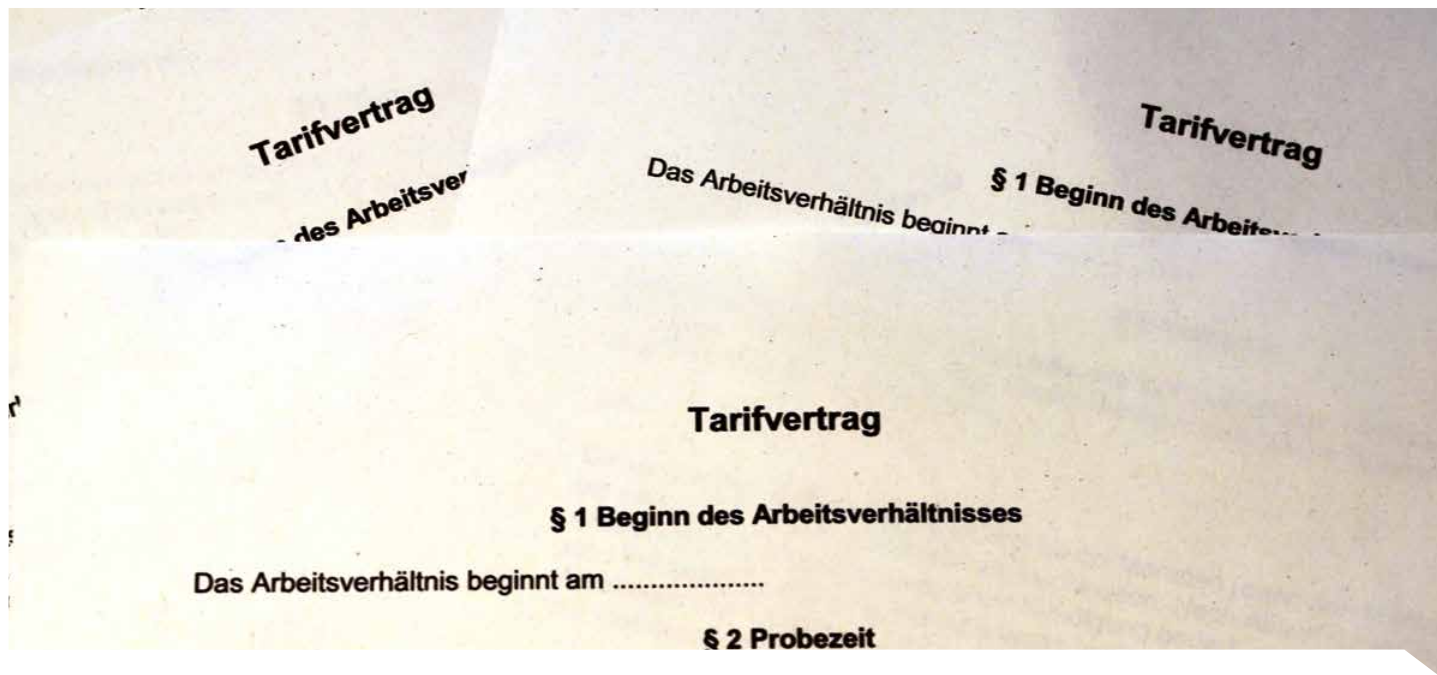 Tarifvertrag
des Arbeitsver
Tarifvertrag
§ 1 Beginn des
Das Arbeitsverhältnis beginnt
Tarifvertrag
§ 1 Beginn des Arbeitsverhältnisses
Das Arbeitsverhältnis beginnt am ....................
§ 2 Probezeit